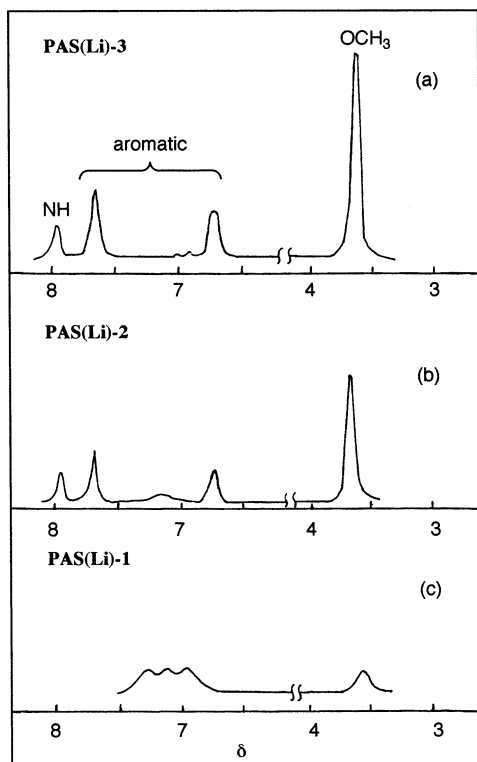 PAS(Li)-3
OCH₃
(a)
aromatic
NH
8 7 4 3
PAS(Li)-2
(b)
8 7 4 3
PAS(Li)-1
(c)
8 7 4 3
δ